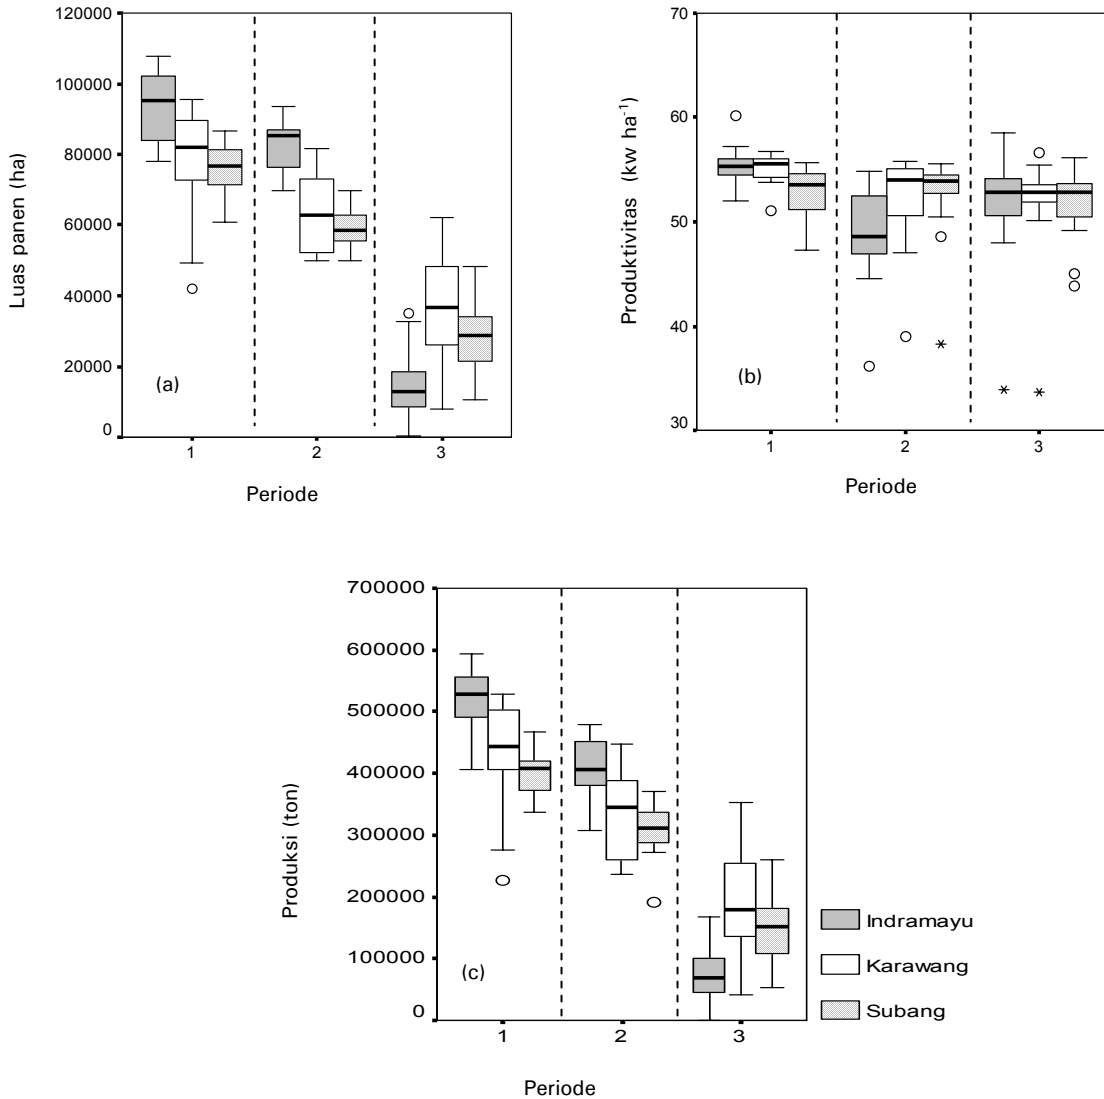 120000
100000
80000
60000
40000
20000
0
Luas panen (ha)
(a)
1 2 3
Periode
70
60
50
40
30
Produktivitas (kw ha-1)
(b)
1 2 3
Periode
700000
600000
500000
400000
300000
200000
100000
0
Produksi (ton)
(c)
1 2 3
Periode
Indramayu
Karawang
Subang